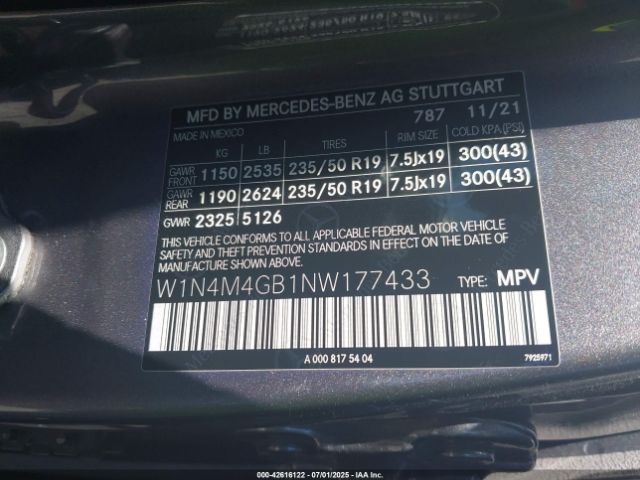 MFD BY MERCEDES-BENZ AG STUTTGART
MADE IN MEXICO 787 11/21
KG LB TIRES RIM SIZE COLD KPA(PSI)
GAWR FRONT 1150 2535 235/50 R19 7.5Jx19 300(43)
GAWR REAR 1190 2624 235/50 R19 7.5Jx19 300(43)
GVWR 2325 5126
THIS VEHICLE CONFORMS TO ALL APPLICABLE FEDERAL MOTOR VEHICLE
SAFETY AND THEFT PREVENTION STANDARDS IN EFFECT ON THE DATE OF
MANUFACTURE SHOWN ABOVE.
W1N4M4GB1NW177433 TYPE: MPV
A 000 817 54 04 7925971
000-42616122 - 07/01/2025 - IAAI.COM